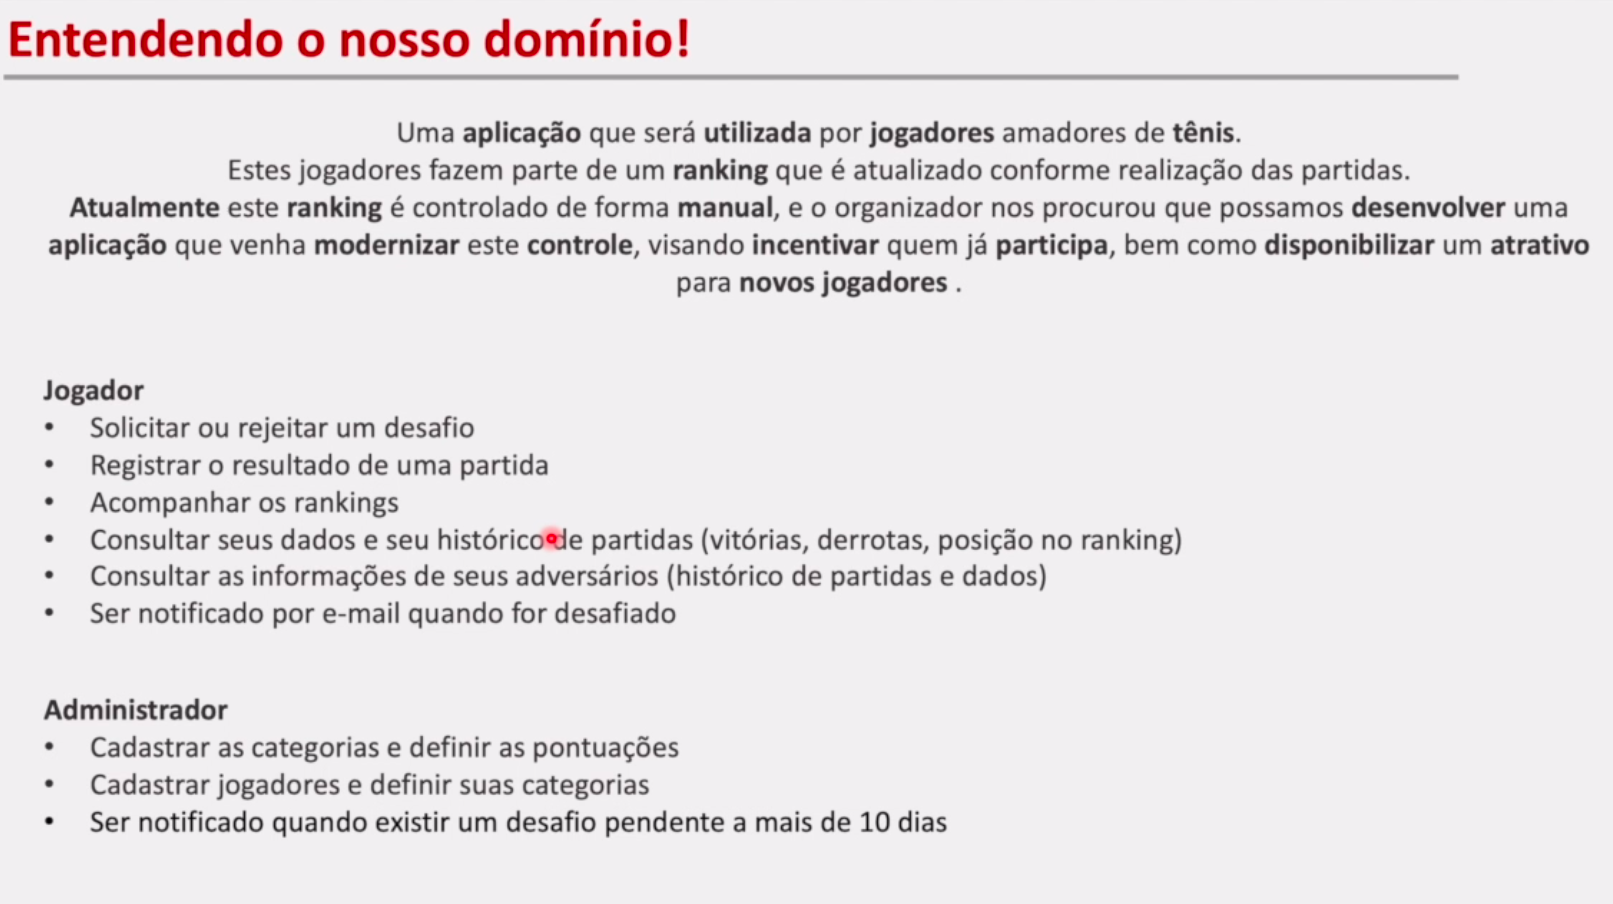 Entendendo o nosso domínio!
Uma aplicação que será utilizada por jogadores amadores de tênis.
Estes jogadores fazem parte de um ranking que é atualizado conforme realização das partidas.
Atualmente este ranking é controlado de forma manual, e o organizador nos procurou que possamos desenvolver uma
aplicação que venha modernizar este controle, visando incentivar quem já participa, bem como disponibilizar um atrativo
para novos jogadores .
Jogador
• Solicitar ou rejeitar um desafio
• Registrar o resultado de uma partida
• Acompanhar os rankings
• Consultar seus dados e seu histórico de partidas (vitórias, derrotas, posição no ranking)
• Consultar as informações de seus adversários (histórico de partidas e dados)
• Ser notificado por e-mail quando for desafiado
Administrador
• Cadastrar as categorias e definir as pontuações
• Cadastrar jogadores e definir suas categorias
• Ser notificado quando existir um desafio pendente a mais de 10 dias